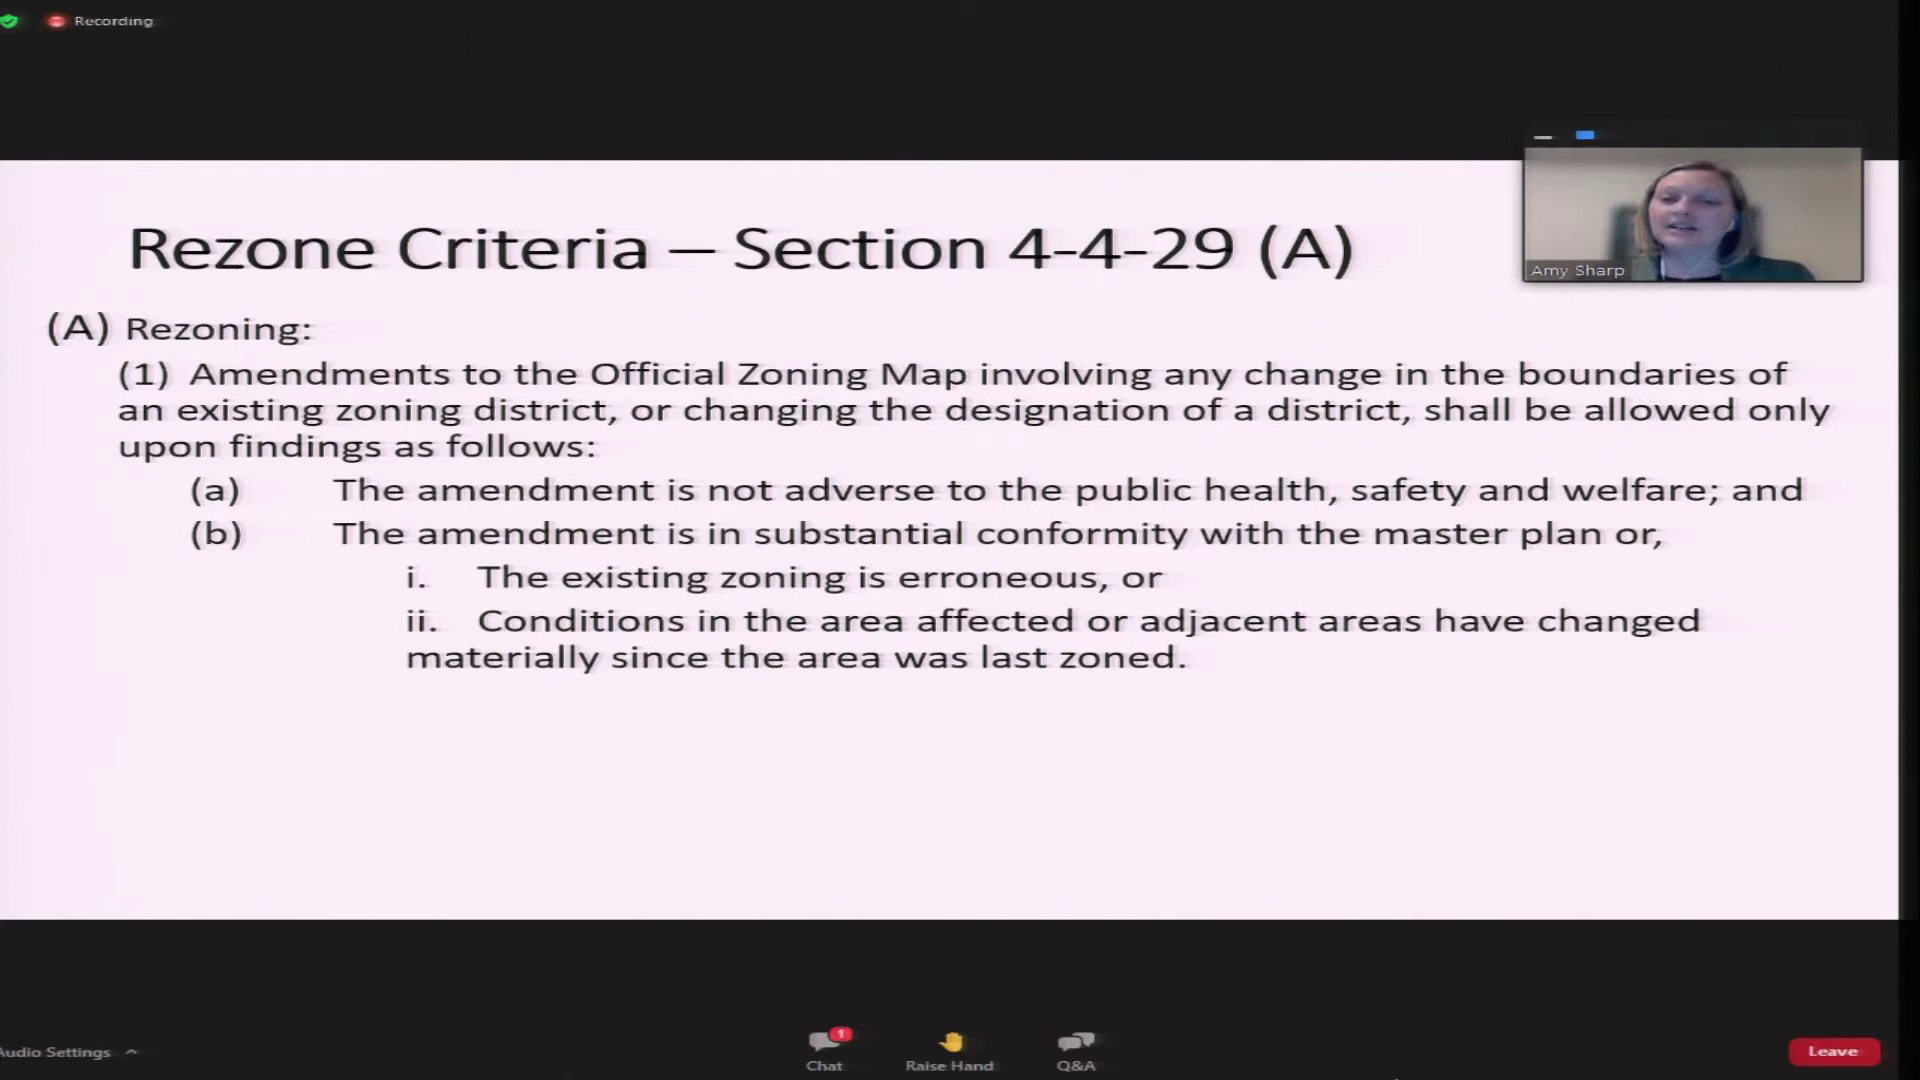 Recording
Amy Sharp
Rezone Criteria – Section 4-4-29 (A)
(A) Rezoning:
(1) Amendments to the Official Zoning Map involving any change in the boundaries of
an existing zoning district, or changing the designation of a district, shall be allowed only
upon findings as follows:
(a) The amendment is not adverse to the public health, safety and welfare; and
(b) The amendment is in substantial conformity with the master plan or,
i. The existing zoning is erroneous, or
ii. Conditions in the area affected or adjacent areas have changed
materially since the area was last zoned.
Audio Settings
1
Chat
Raise Hand
Q&A
Leave